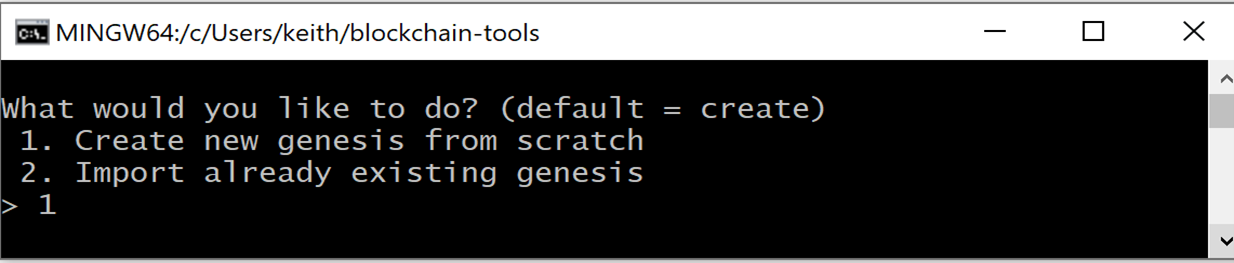 MINGW64:/c/Users/keith/blockchain-tools
What would you like to do? (default = create)
1. Create new genesis from scratch
2. Import already existing genesis
> 1